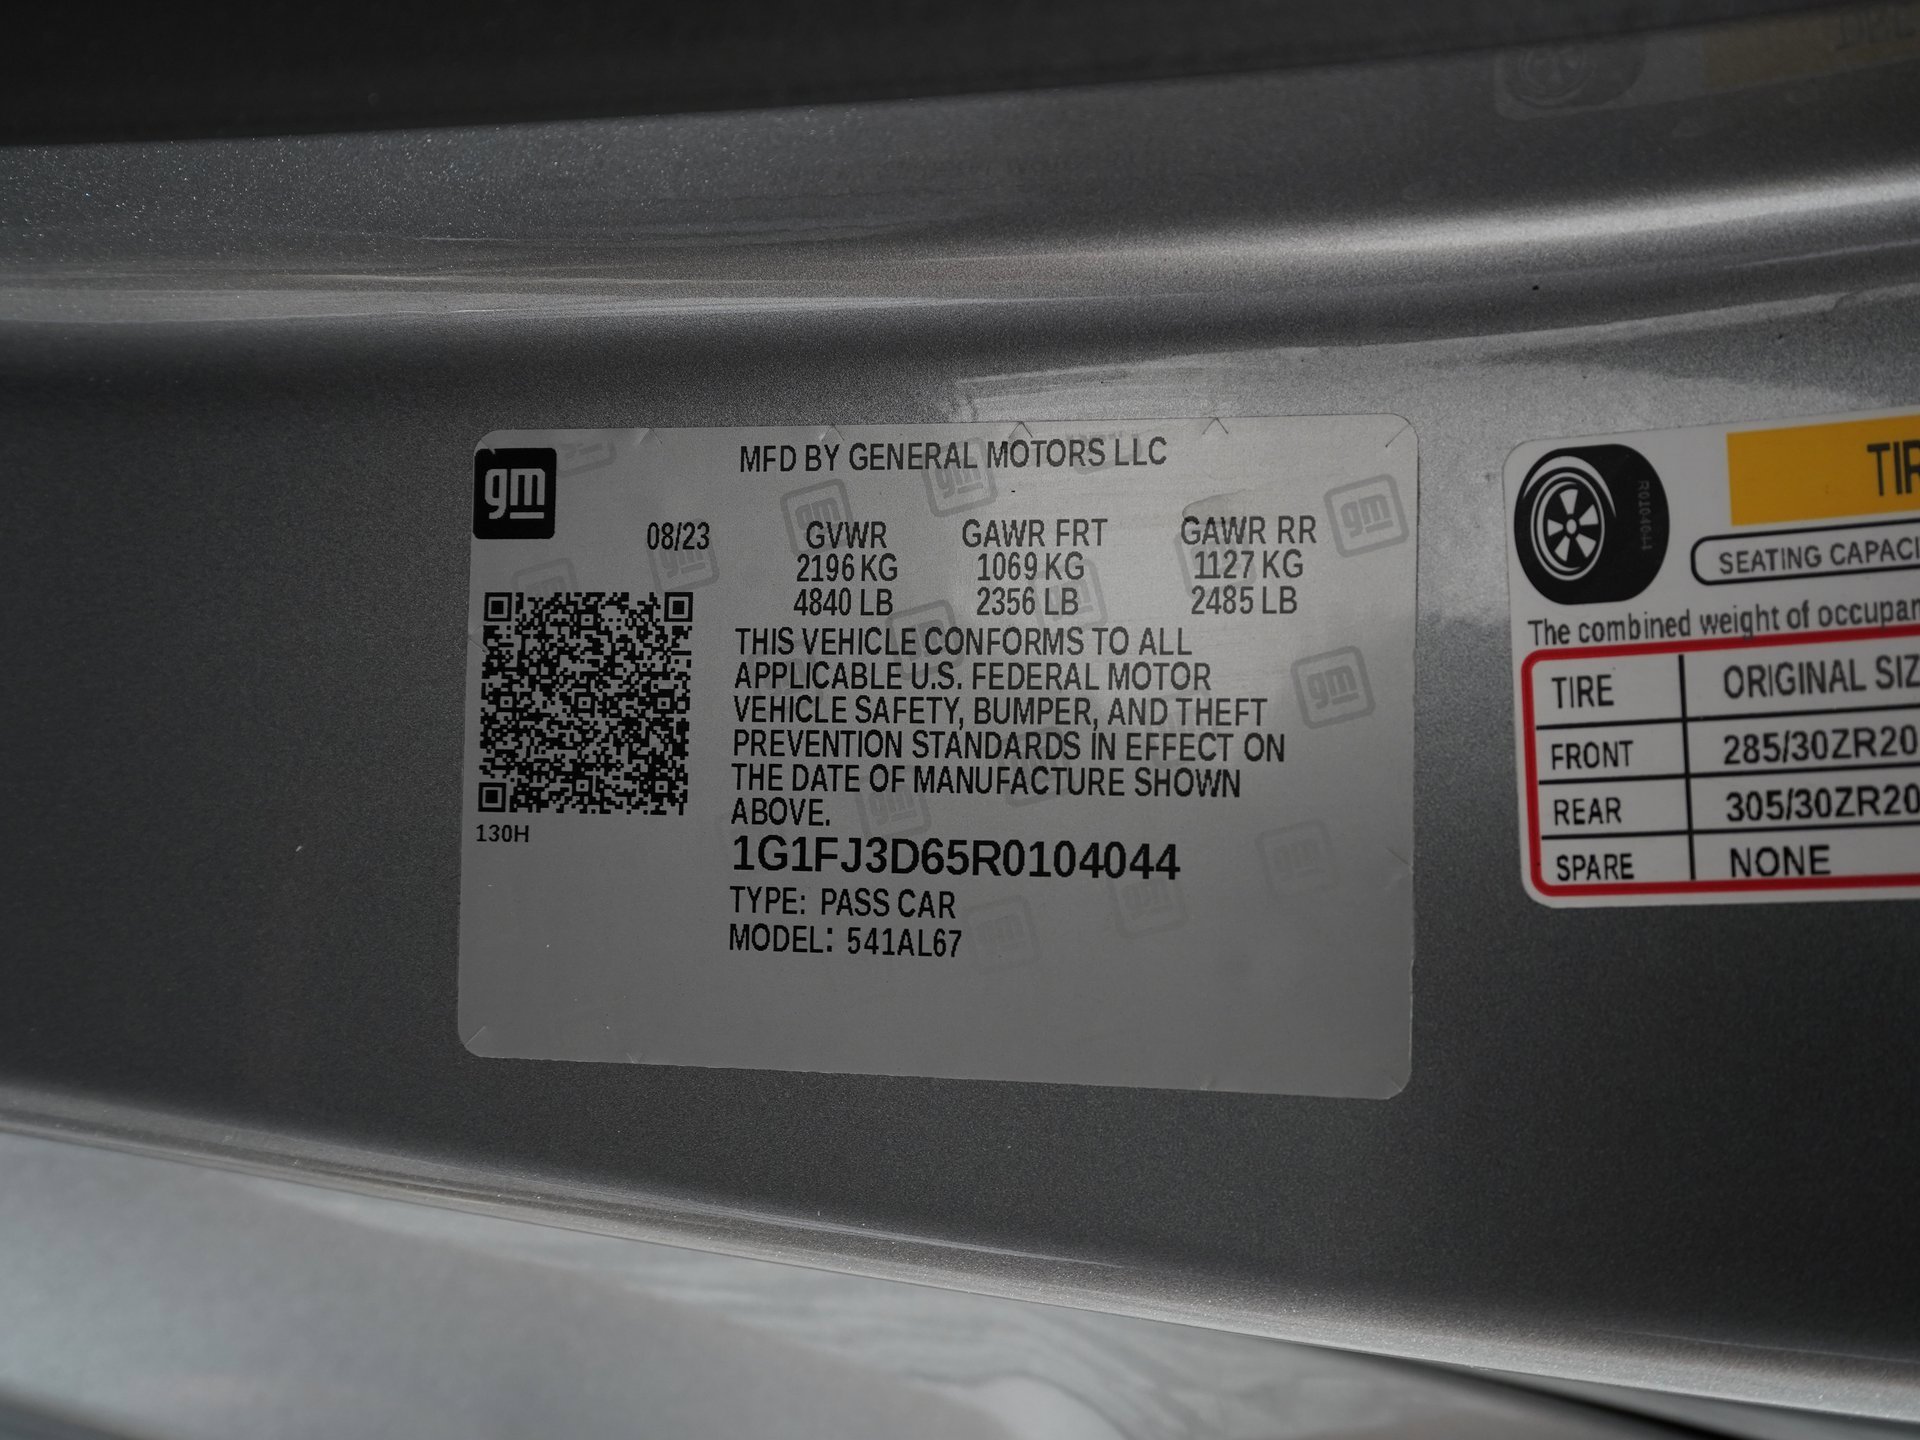 gm
MFD BY GENERAL MOTORS LLC
08/23
GVWR GAWR FRT GAWR RR
2196 KG 1069 KG 1127 KG
4840 LB 2356 LB 2485 LB
THIS VEHICLE CONFORMS TO ALL
APPLICABLE U.S. FEDERAL MOTOR
VEHICLE SAFETY, BUMPER, AND THEFT
PREVENTION STANDARDS IN EFFECT ON
THE DATE OF MANUFACTURE SHOWN
ABOVE.
130H
1G1FJ3D65R0104044
TYPE: PASS CAR
MODEL: 541AL67
R0104044
TIR
SEATING CAPACI
The combined weight of occupan
TIRE ORIGINAL SIZ
FRONT 285/30ZR20
REAR 305/30ZR20
SPARE NONE